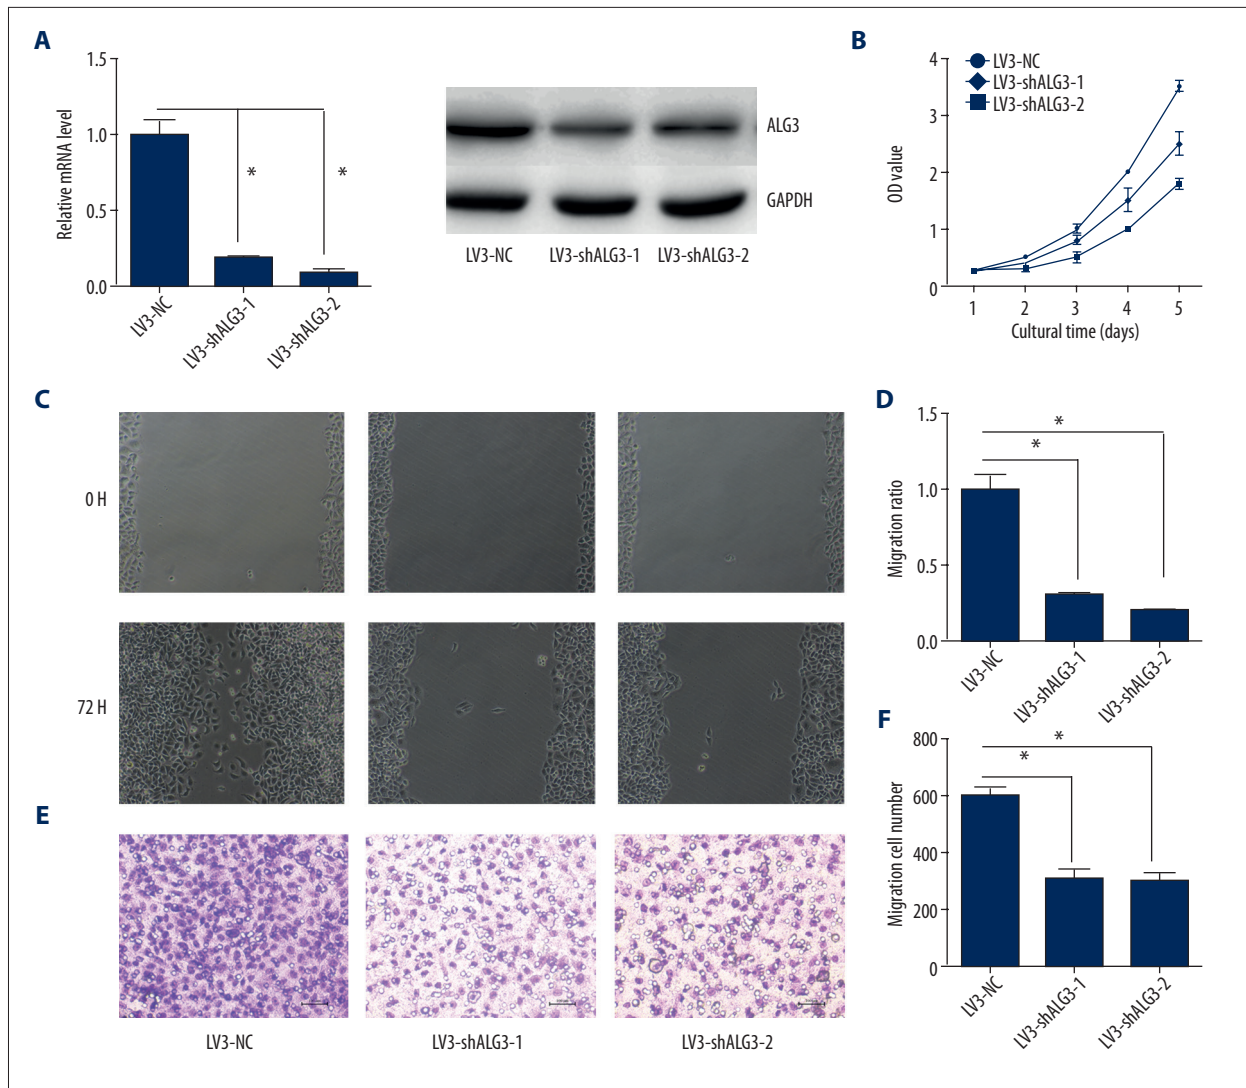 A
1.5
1.0
0.5
0.0
Relative mRNA level
*
*
LV3-NC
LV3-shALG3-1
LV3-shALG3-2
ALG3
GAPDH
LV3-NC LV3-shALG3-1 LV3-shALG3-2
B
4
3
2
1
0
OD value
LV3-NC
LV3-shALG3-1
LV3-shALG3-2
1 2 3 4 5
Cultural time (days)
C
0 H
72 H
D
1.5
1.0
0.5
0.0
Migration ratio
*
*
LV3-NC
LV3-shALG3-1
LV3-shALG3-2
E
LV3-NC LV3-shALG3-1 LV3-shALG3-2
F
800
600
400
200
0
Migration cell number
*
*
LV3-NC
LV3-shALG3-1
LV3-shALG3-2